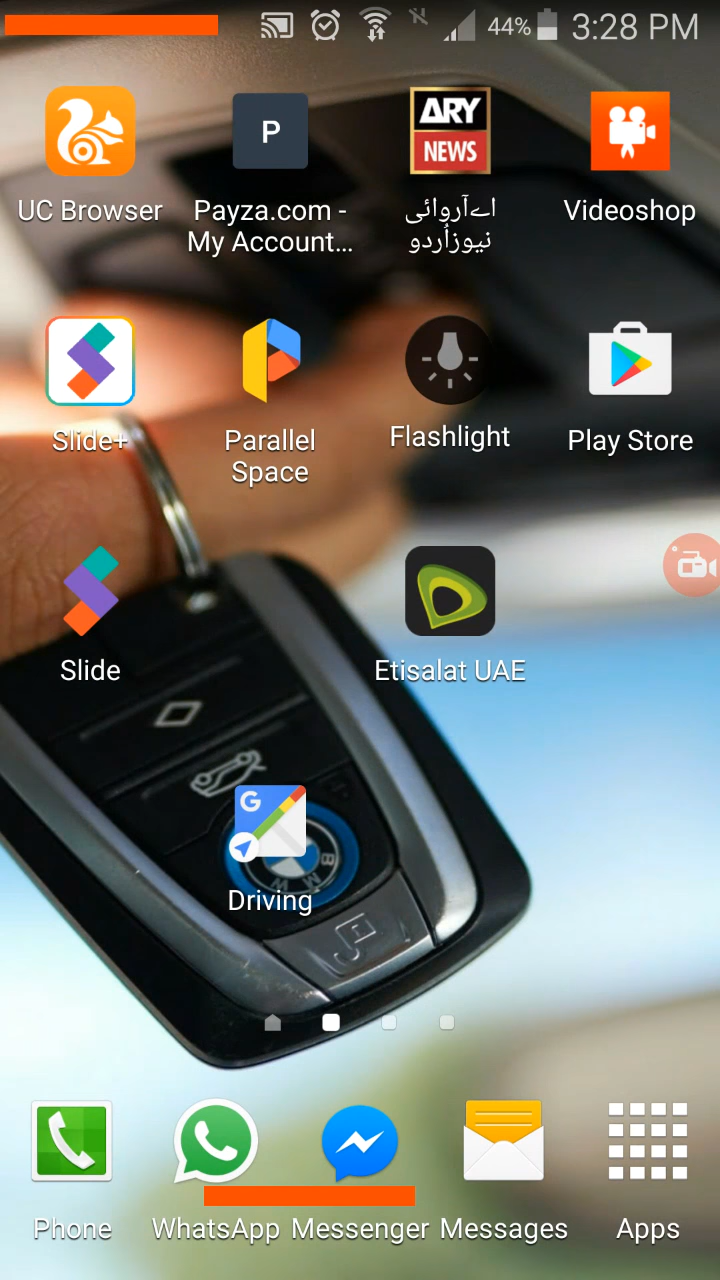 44% 3:28 PM
P
ARY
NEWS
UC Browser
Payza.com -
My Account...
اےآروائی
نیوزاُردو
Videoshop
Slide+
Parallel
Space
Flashlight
Play Store
Slide
Etisalat UAE
G
BMW
Driving
Phone
WhatsApp
Messenger
Messages
Apps